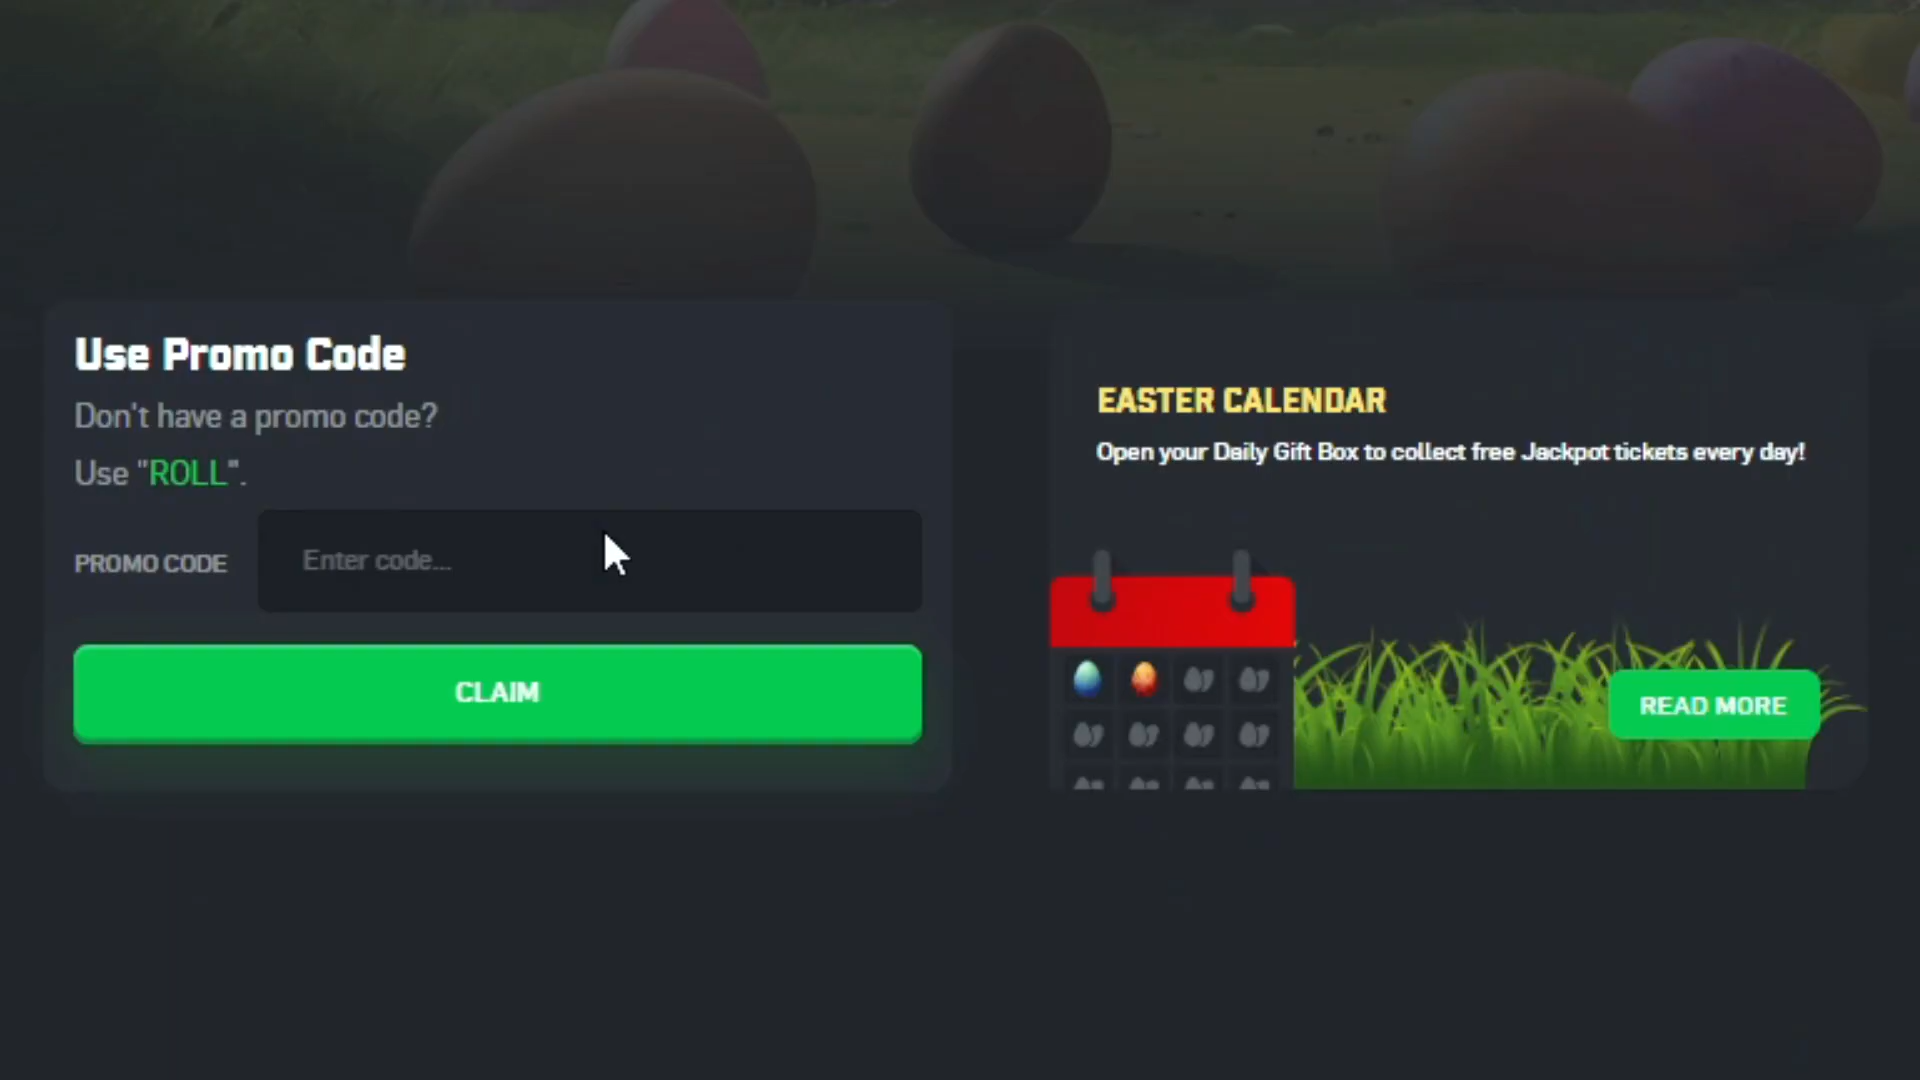 Use Promo Code
Don't have a promo code?
Use "ROLL".
PROMO CODE
Enter code...
CLAIM
EASTER CALENDAR
Open your Daily Gift Box to collect free Jackpot tickets every day!
READ MORE